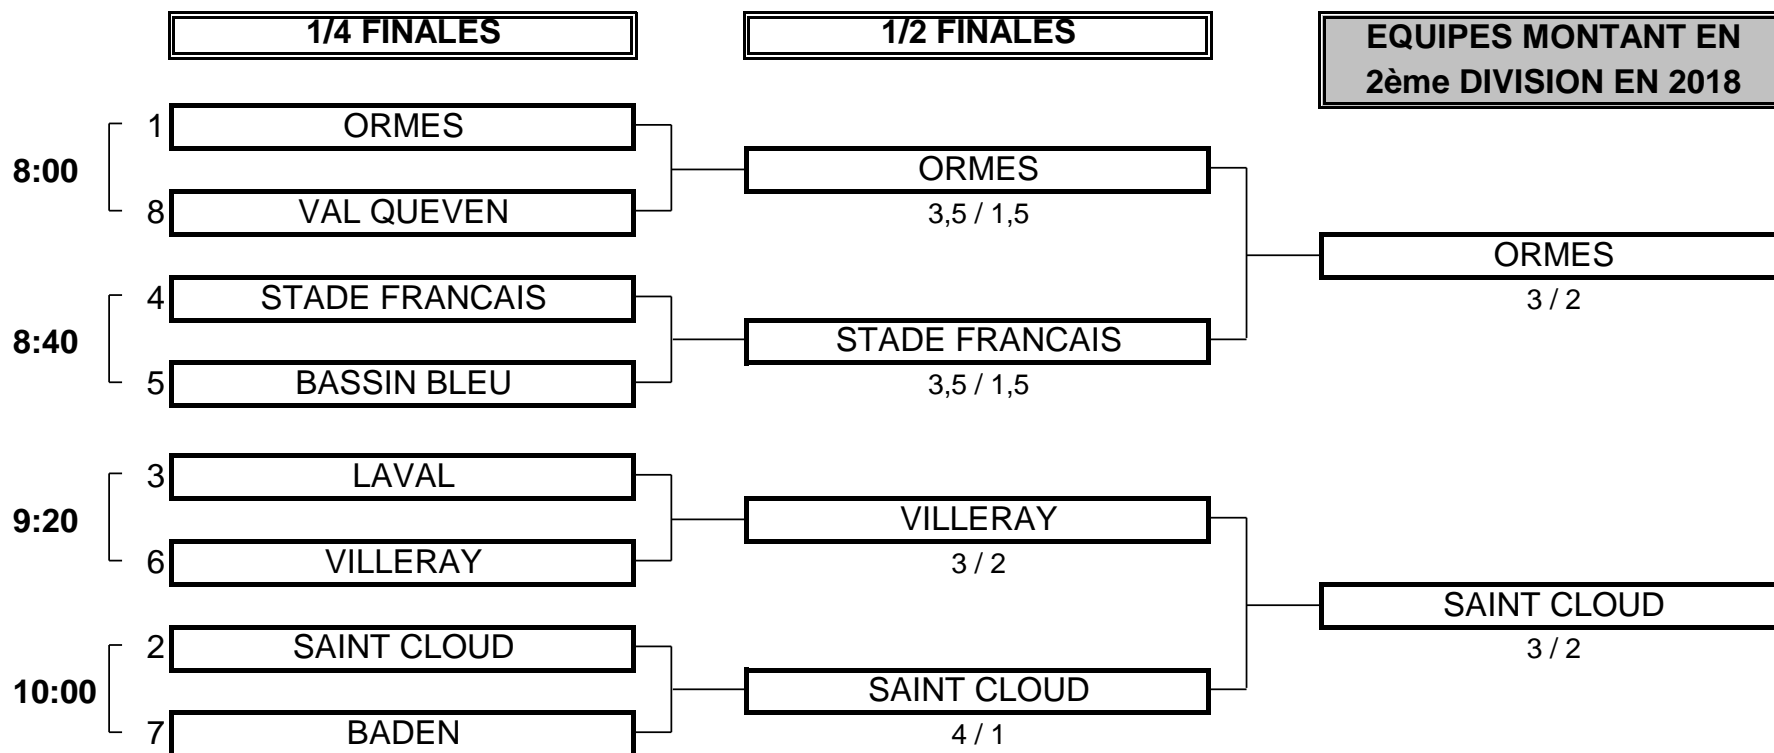 1/4 FINALES
1/2 FINALES
EQUIPES MONTANT EN
2ème DIVISION EN 2018
8:00
1 ORMES
8 VAL QUEVEN
ORMES
3,5 / 1,5
8:40
4 STADE FRANCAIS
5 BASSIN BLEU
STADE FRANCAIS
3,5 / 1,5
ORMES
3 / 2
9:20
3 LAVAL
6 VILLERAY
VILLERAY
3 / 2
10:00
2 SAINT CLOUD
7 BADEN
SAINT CLOUD
4 / 1
SAINT CLOUD
3 / 2